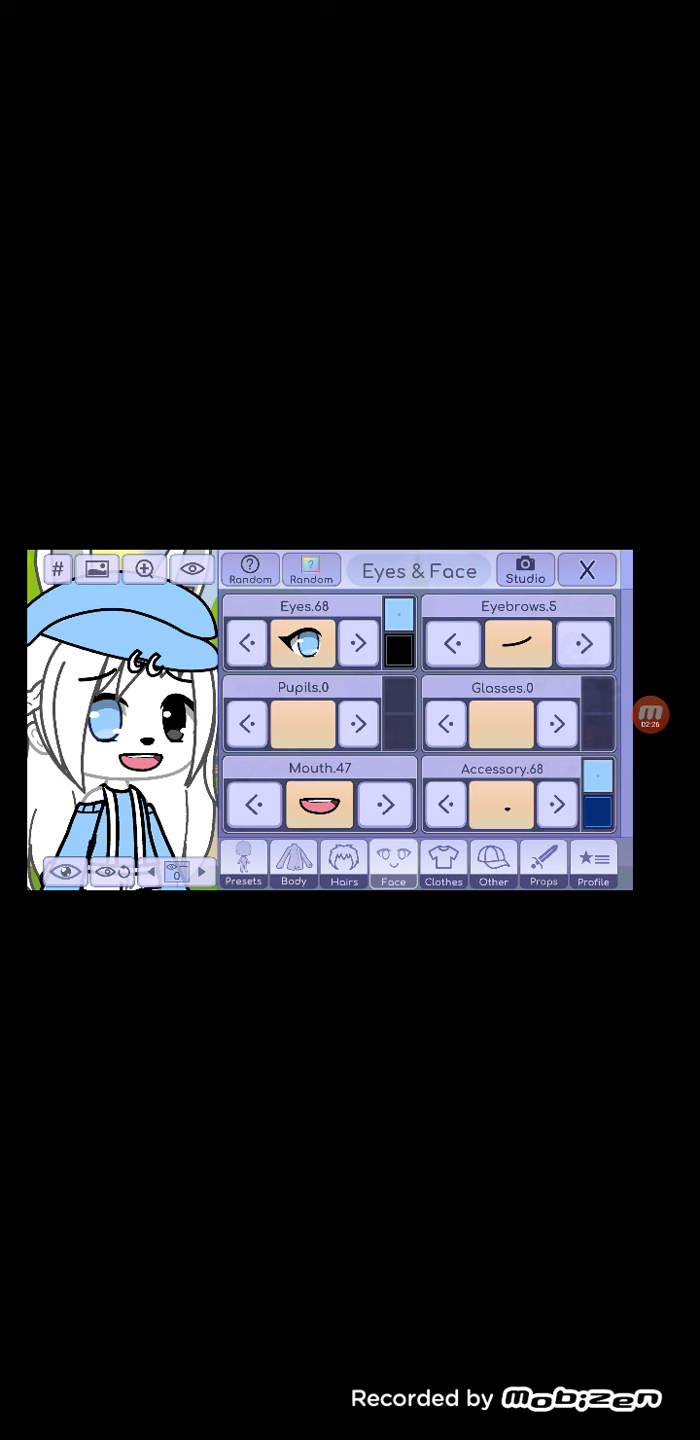 #
Random
Random
Eyes & Face
Studio
X
Eyes.68
Eyebrows.5
Pupils.0
Glasses.0
02:26
Mouth.47
Accessory.68
GG
0
Presets
Body
Hairs
Face
Clothes
Other
Props
Profile
Recorded by mobizen